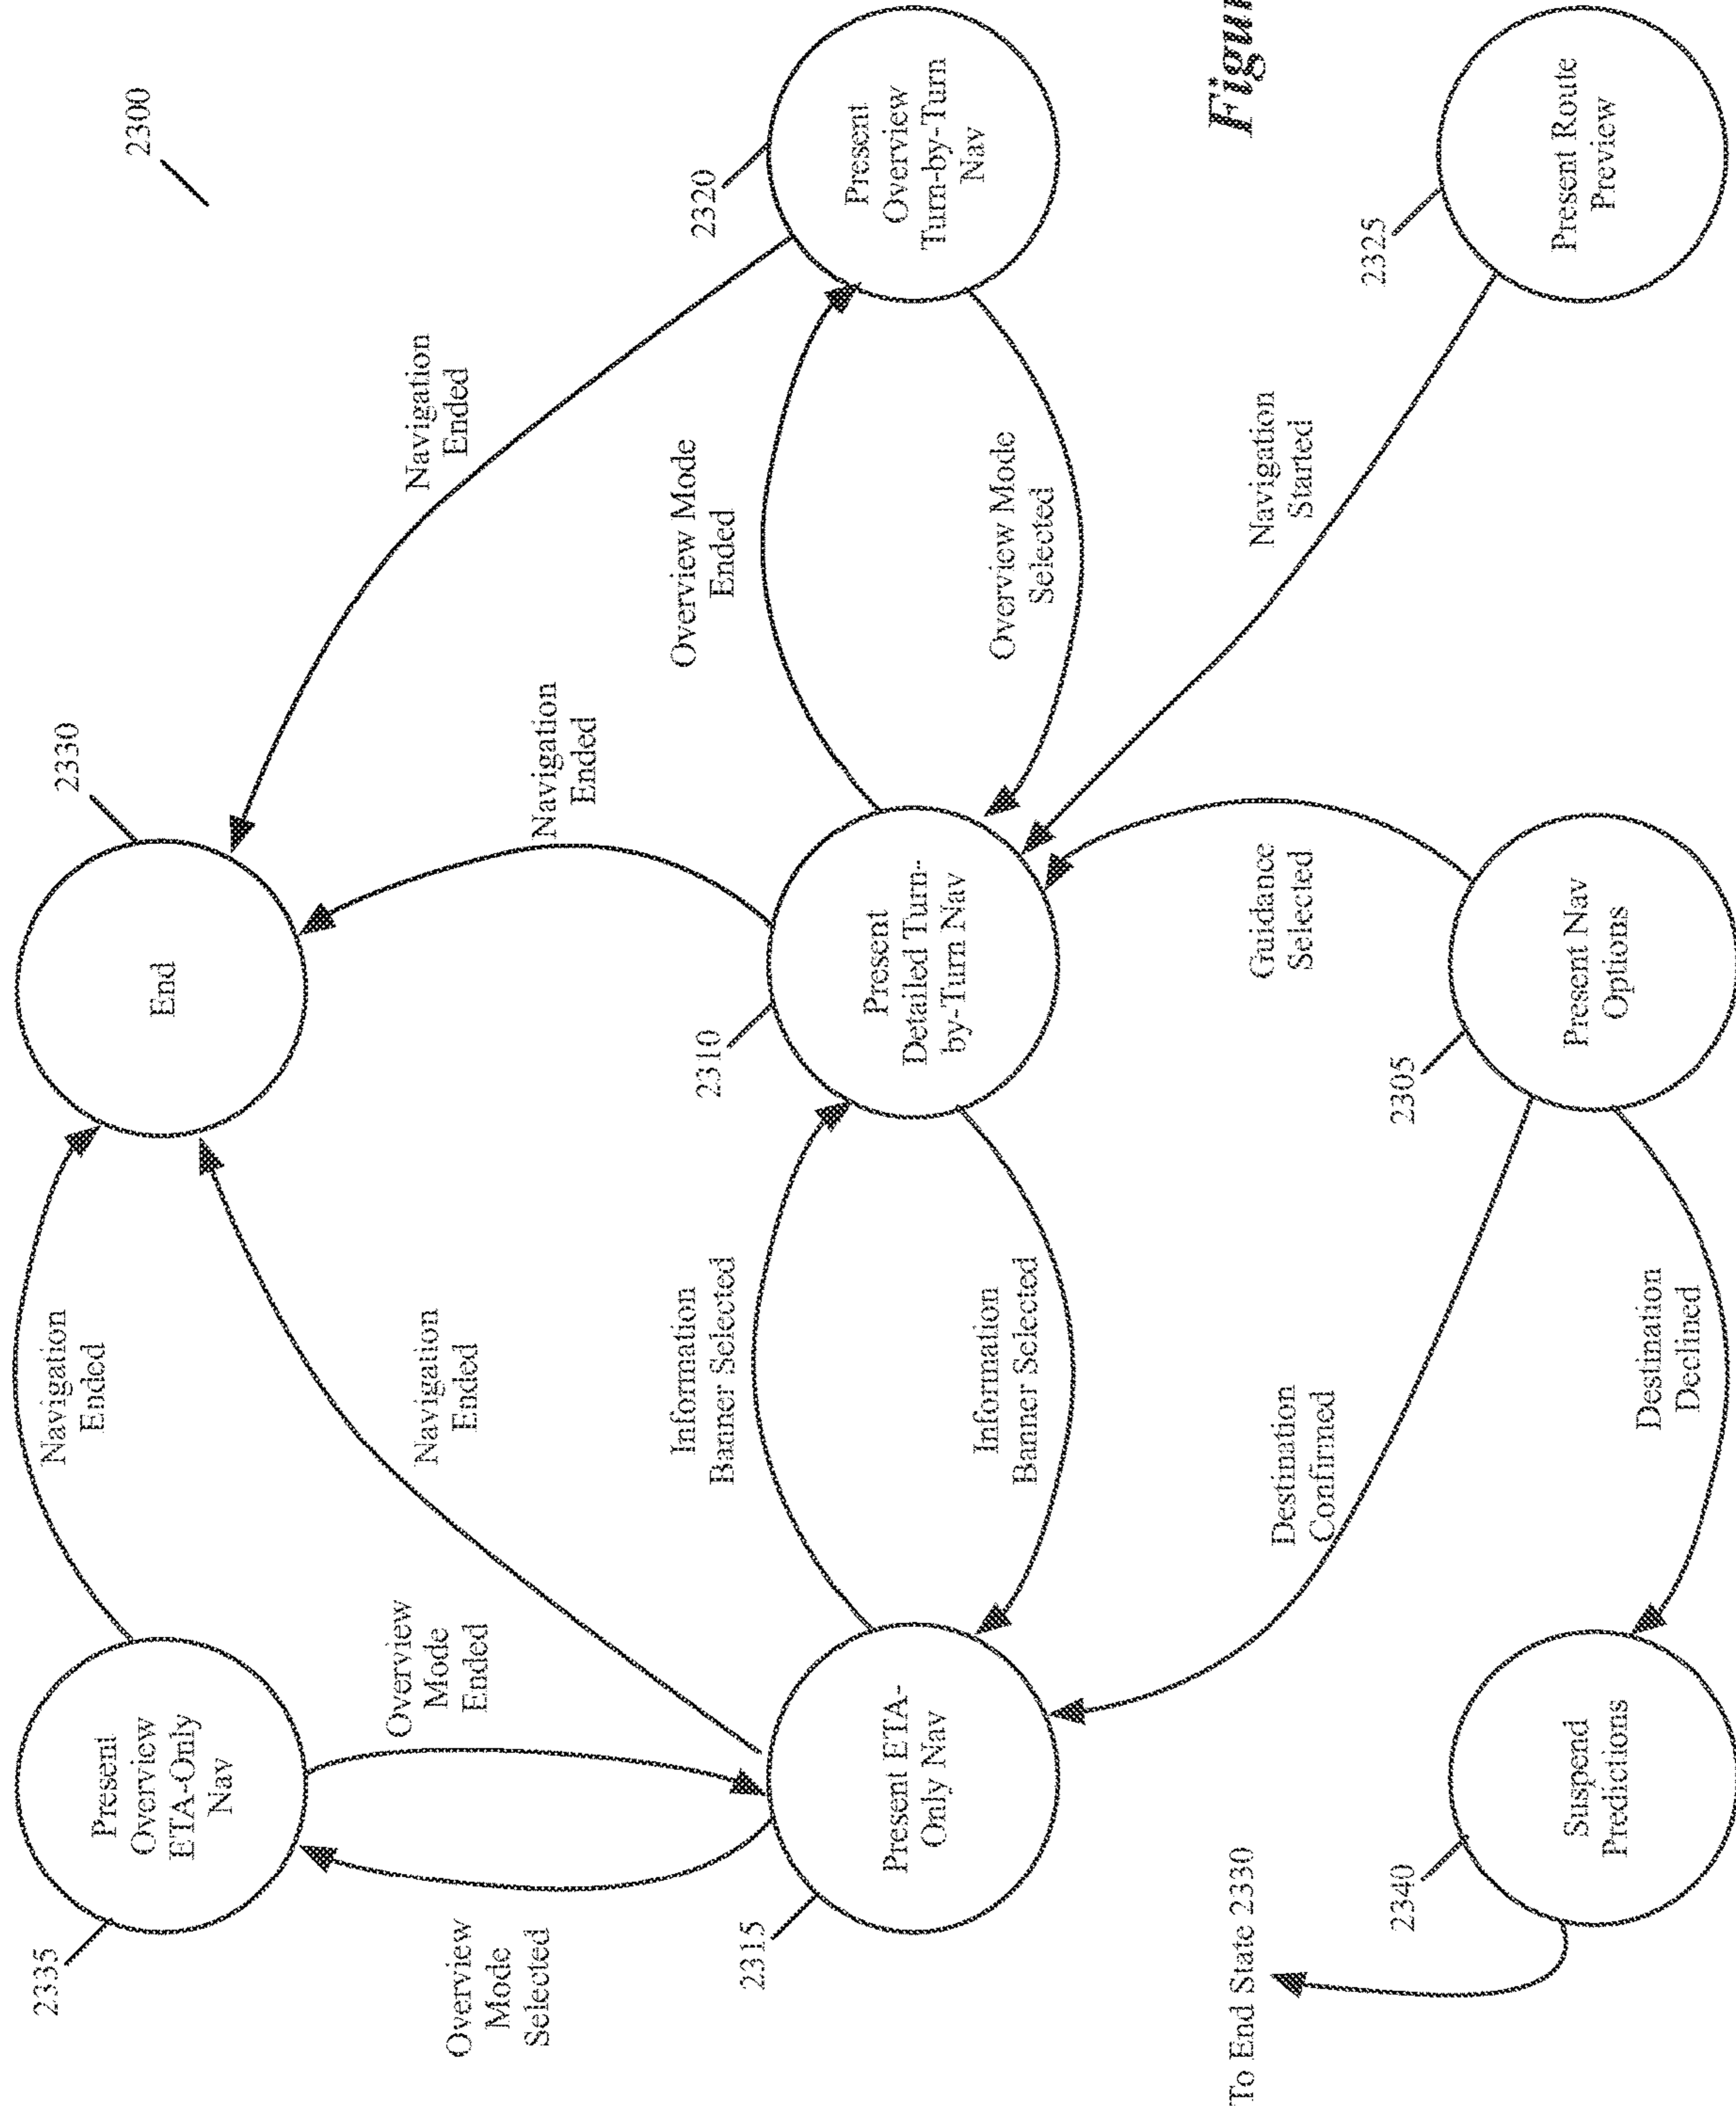 2300
2335
Present
Overview
ETA-Only
Nav
Navigation
Ended
End
2330
Overview
Mode
Selected
Overview
Mode
Ended
Navigation
Ended
Navigation
Ended
Navigation
Ended
2315
Present ETA-
Only Nav
Information
Banner Selected
Information
Banner Selected
2310
Present
Detailed Turn-
by-Turn Nav
Overview Mode
Ended
Overview Mode
Selected
2320
Present
Overview
Turn-by-Turn
Nav
To End State 2330
Destination
Confirmed
Guidance
Selected
Navigation
Started
2340
Suspend
Predictions
Destination
Declined
2305
Present Nav
Options
2325
Present Route
Preview